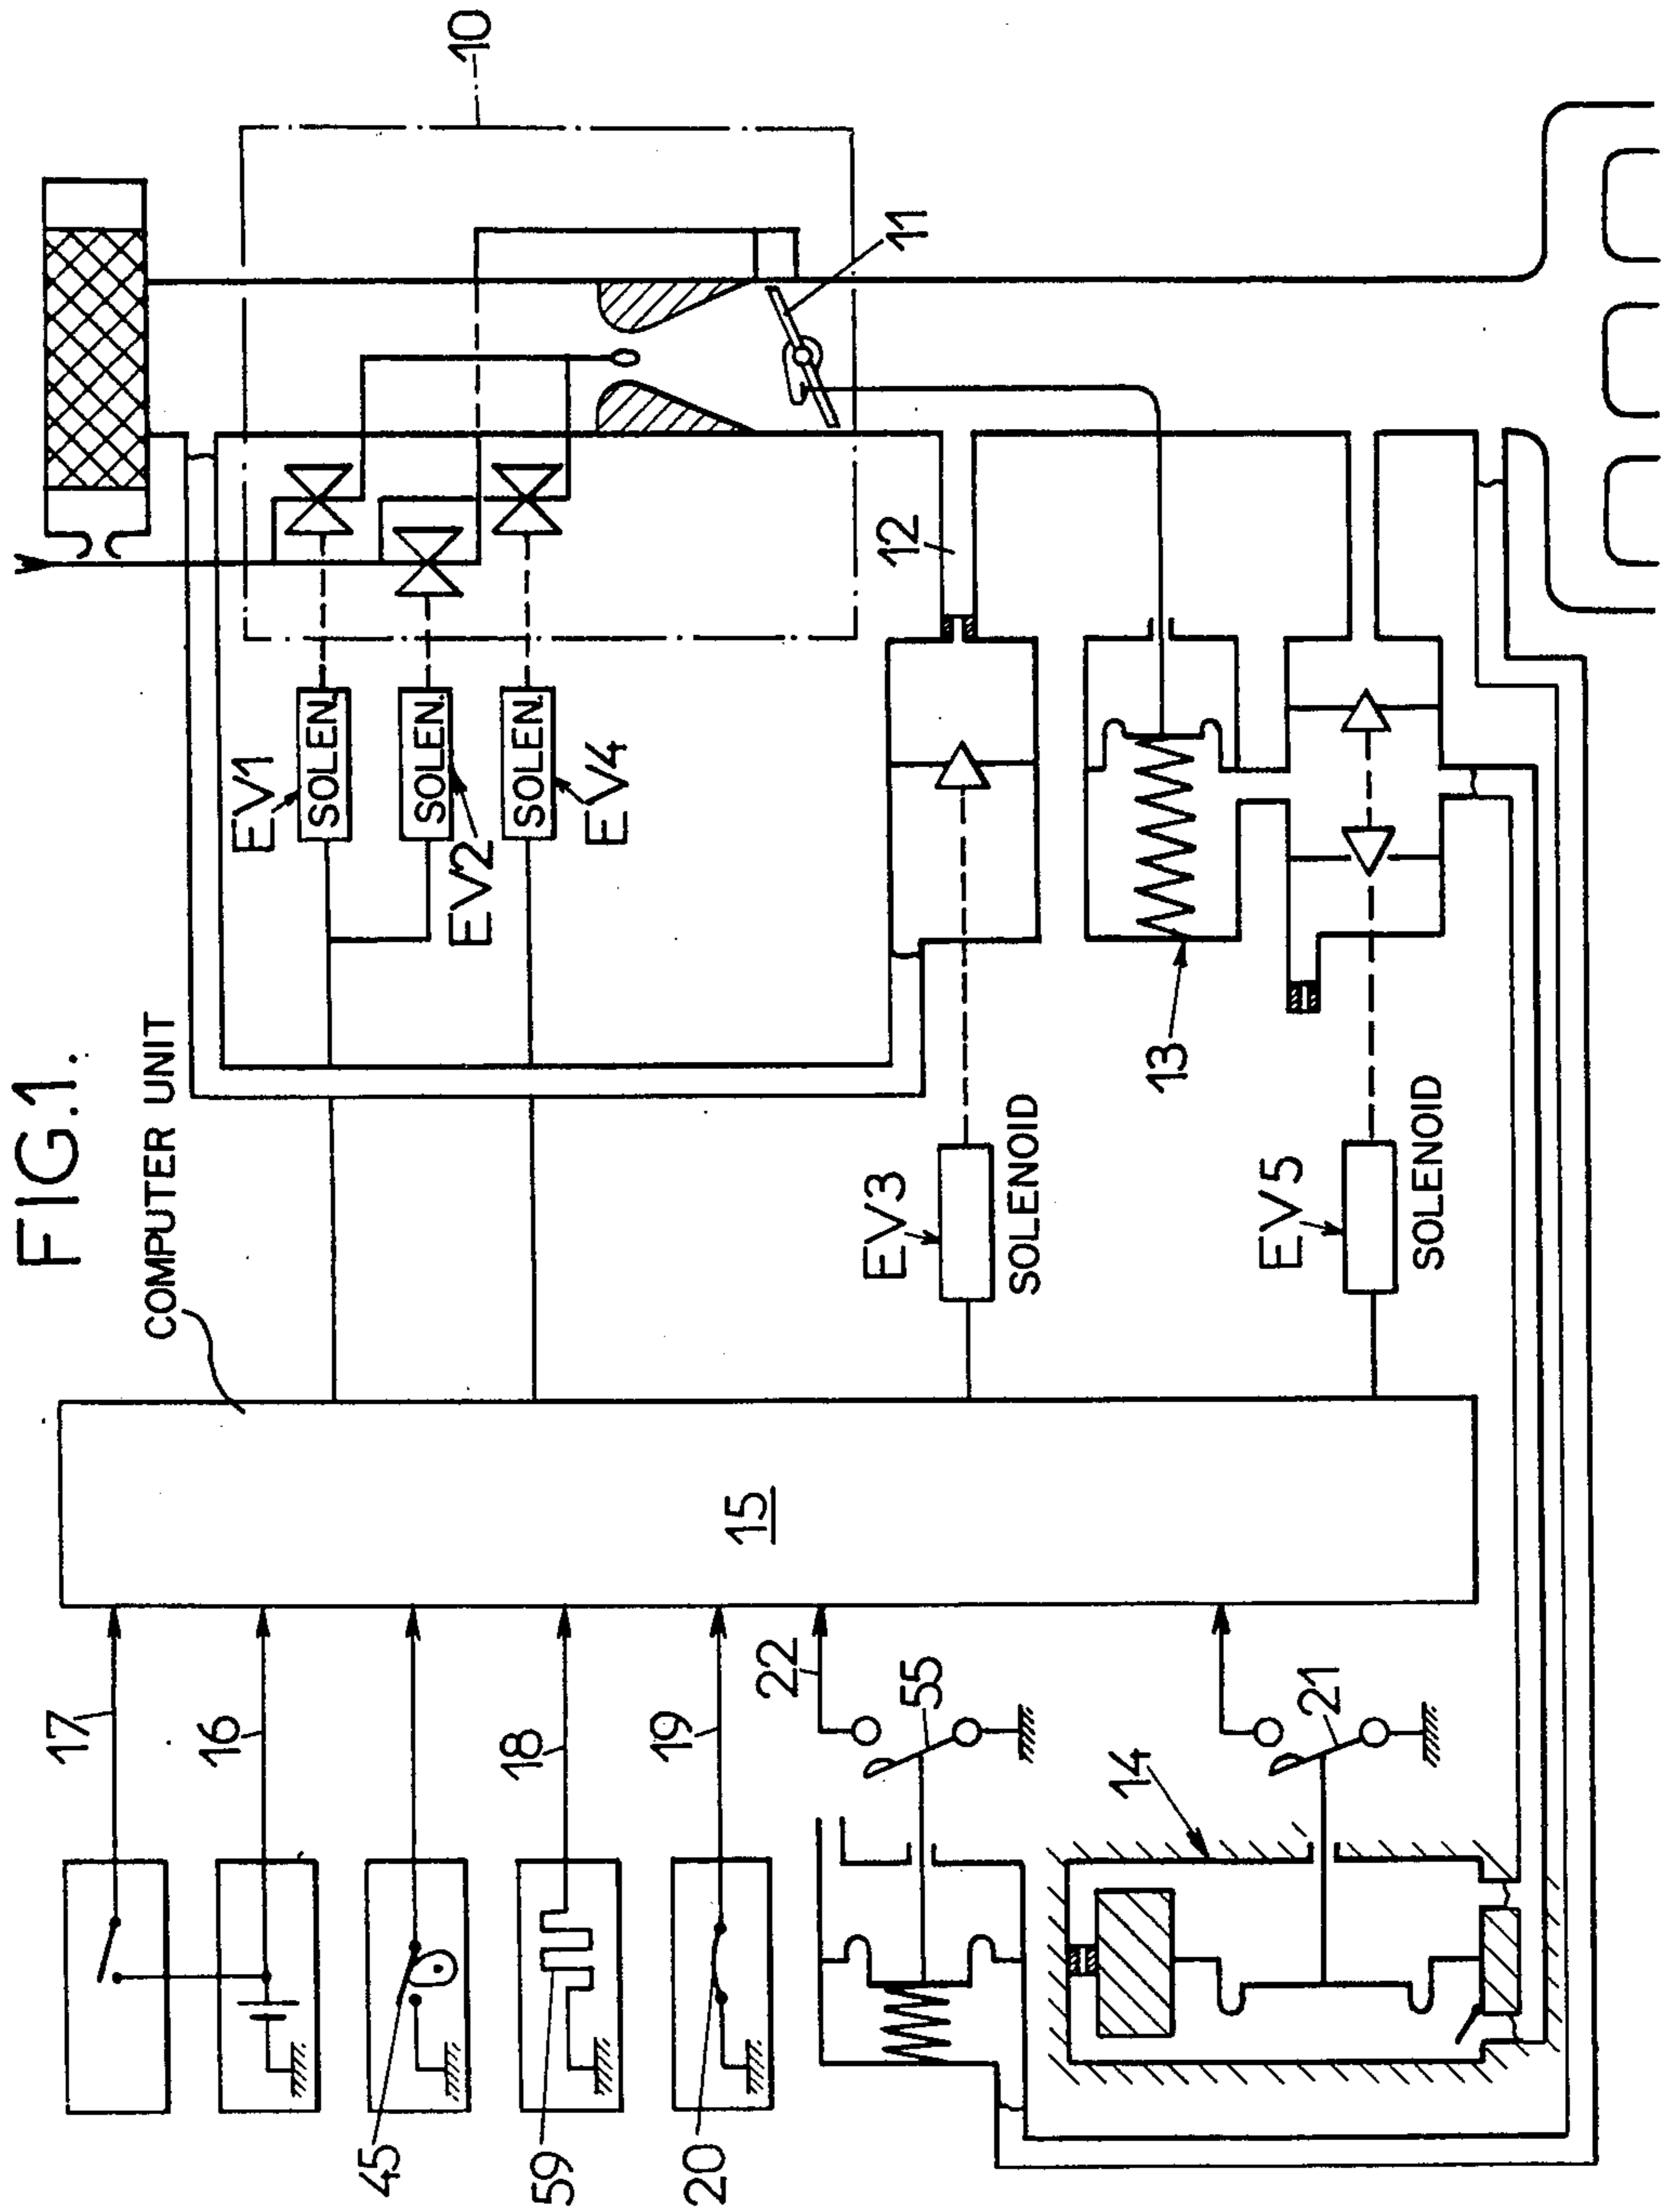 FIG.1.
COMPUTER UNIT
10
11
12
EV1
SOLEN.
SOLEN.
EV2
SOLEN.
EV4
13
EV3
SOLENOID
EV5
SOLENOID
15
17
16
18
19
22
55
21
14
45
59
20